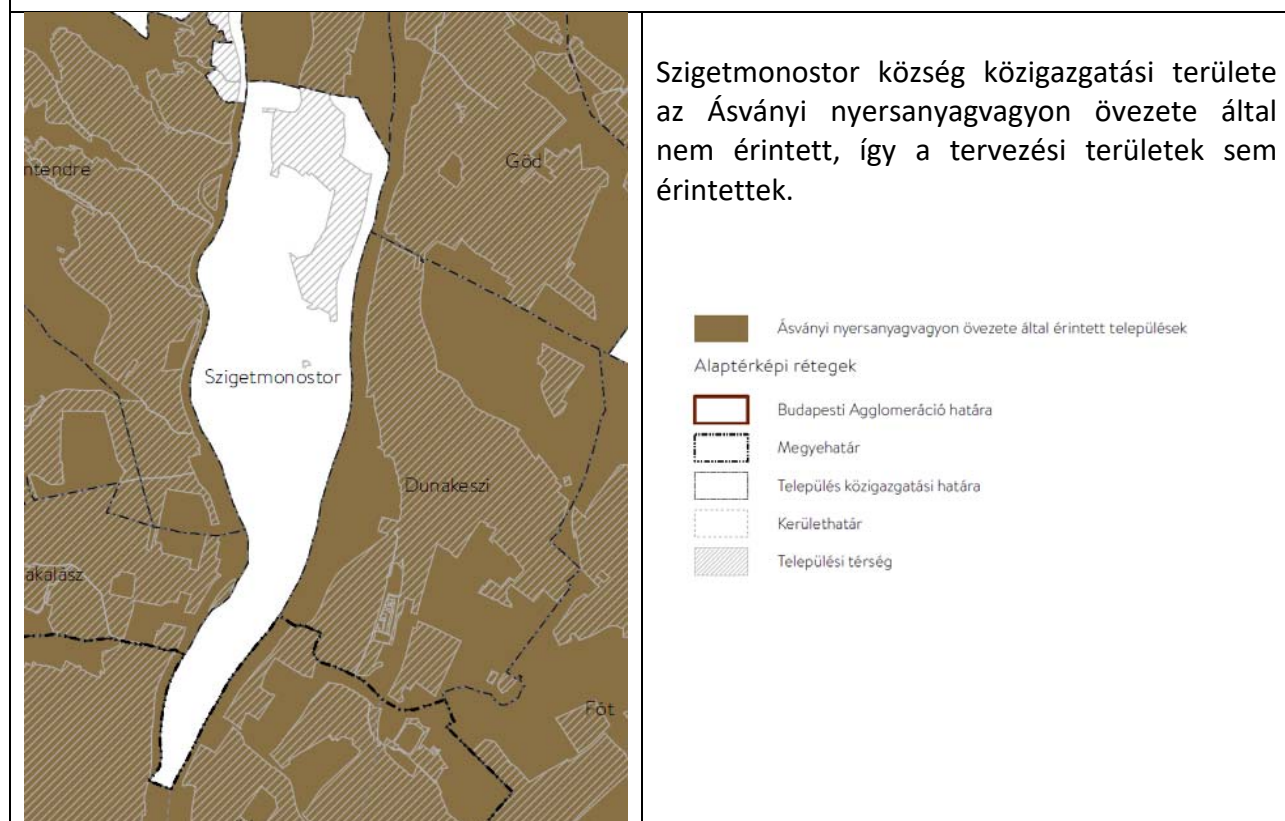 Szigetmonostor község közigazgatási területe
az Ásványi nyersanyagvagyon övezete által
nem érintett, így a tervezési területek sem
érintettek.
ntendre
Göd
Szigetmonostor
Dunakeszi
akalász
Fót
Ásványi nyersanyagvagyon övezete által érintett települések
Alaptérképi rétegek
Budapesti Agglomeráció határa
Megyehatár
Település közigazgatási határa
Kerülethatár
Települési térség